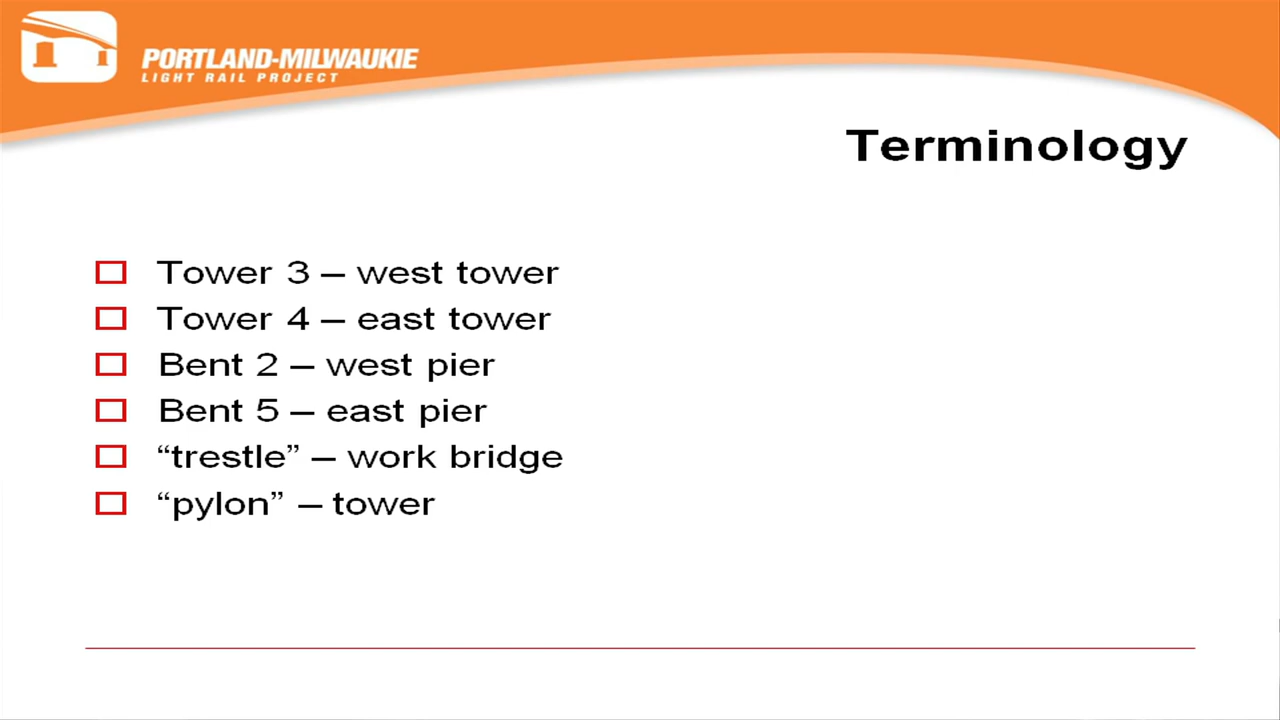 PORTLAND-MILWAUKIE
LIGHT RAIL PROJECT
Terminology
Tower 3 – west tower
Tower 4 – east tower
Bent 2 – west pier
Bent 5 – east pier
“trestle” – work bridge
“pylon” – tower